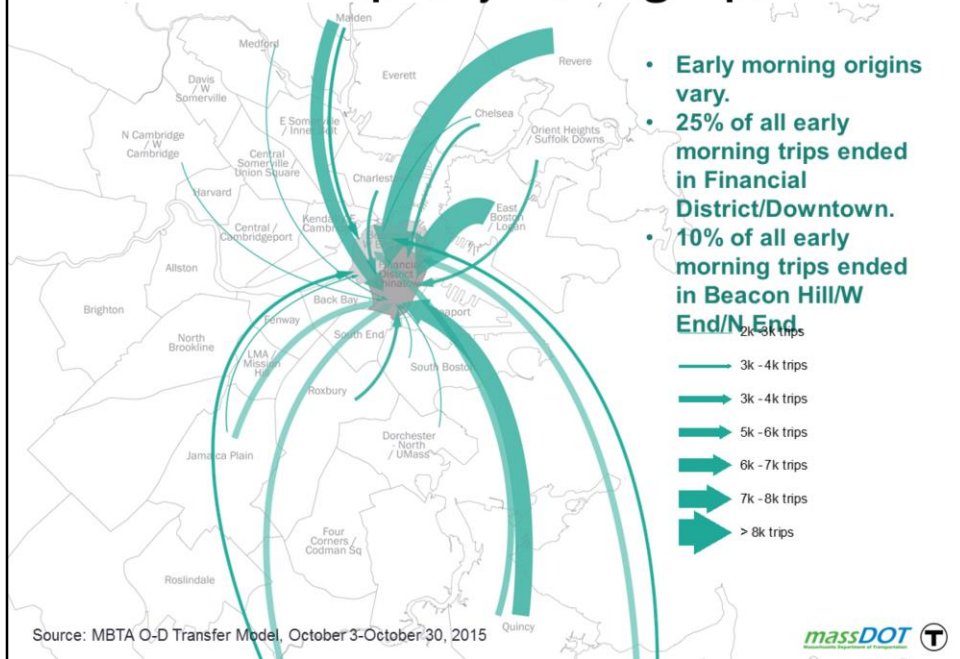 Malden
Medford
Everett
Revere
Davis
/ W
Somerville
Chelsea
Orient Heights
/ Suffolk Downs
E Somerville
/ Inner Belt
N Cambridge
/ W
Cambridge
Central
Somerville
Union Square
Harvard
East
Boston
/ Logan
Central /
Cambridgeport
Allston
Financial
District
Back Bay
Brighton
Fenway
South End
North
Brookline
LMA /
Mission
South Boston
Roxbury
Dorchester
- North
/ UMass
Jamaica Plain
Four
Corners /
Codman Sq
Roslindale
Quincy
• Early morning origins
vary.
• 25% of all early
morning trips ended
in Financial
District/Downtown.
• 10% of all early
morning trips ended
in Beacon Hill/W
End/N End.
2k -3k trips
3k -4k trips
3k -4k trips
5k -6k trips
6k -7k trips
7k -8k trips
> 8k trips
Source: MBTA O-D Transfer Model, October 3-October 30, 2015
massDOT T
Massachusetts Department of Transportation